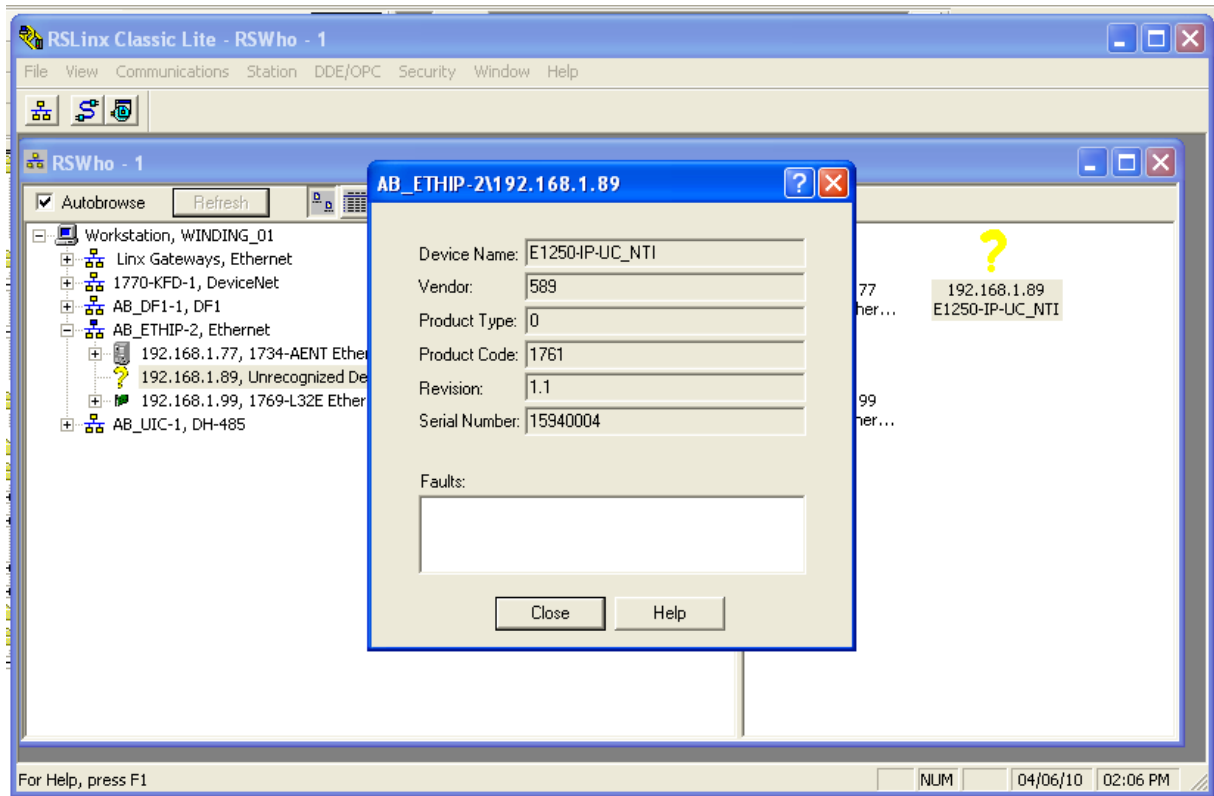 RSLinx Classic Lite - RSWho - 1
File View Communications Station DDE/OPC Security Window Help
RSWho - 1
Autobrowse Refresh
Workstation, WINDING_01
Linx Gateways, Ethernet
1770-KFD-1, DeviceNet
AB_DF1-1, DF1
AB_ETHIP-2, Ethernet
192.168.1.77, 1734-AENT Ether
192.168.1.89, Unrecognized De
192.168.1.99, 1769-L32E Ether
AB_UIC-1, DH-485
AB_ETHIP-2\192.168.1.89
Device Name: E1250-IP-UC_NTI
Vendor: 589
Product Type: 0
Product Code: 1761
Revision: 1.1
Serial Number: 15940004
Faults:
Close Help
77
her...
192.168.1.89
E1250-IP-UC_NTI
99
her...
For Help, press F1 NUM 04/06/10 02:06 PM